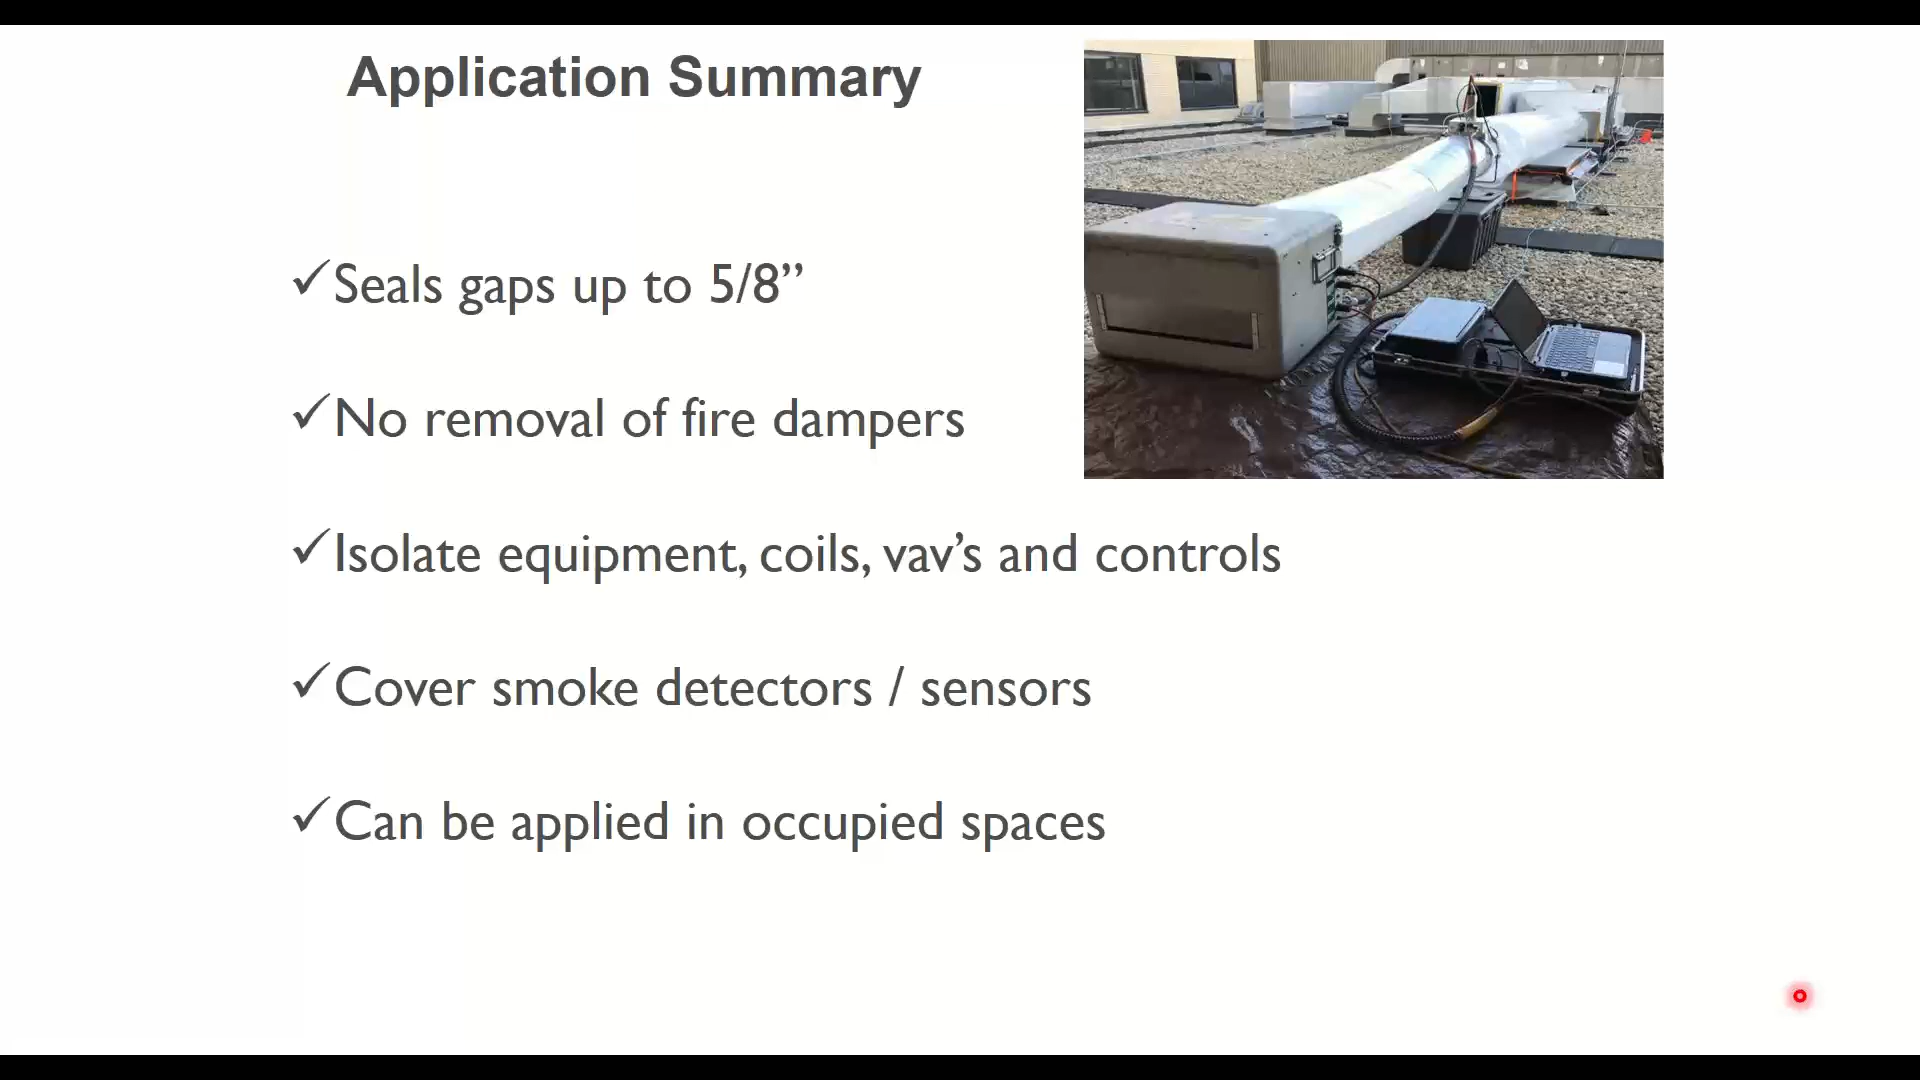 Application Summary
✓Seals gaps up to 5/8”
✓No removal of fire dampers
✓Isolate equipment, coils, vav’s and controls
✓Cover smoke detectors / sensors
✓Can be applied in occupied spaces